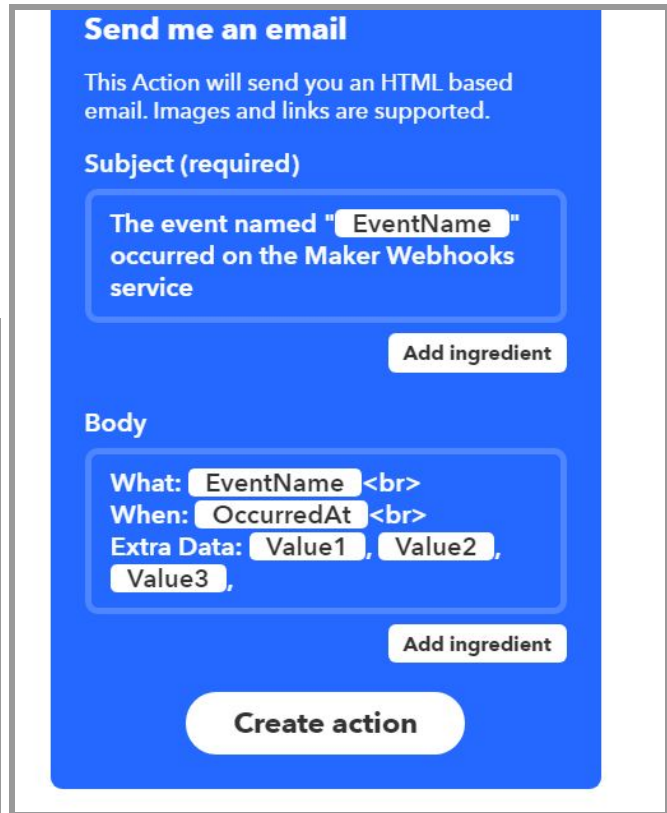 Send me an email
This Action will send you an HTML based
email. Images and links are supported.
Subject (required)
The event named " EventName "
occurred on the Maker Webhooks
service
Add ingredient
Body
What: EventName <br>
When: OccurredAt <br>
Extra Data: Value1 , Value2 ,
Value3 ,
Add ingredient
Create action